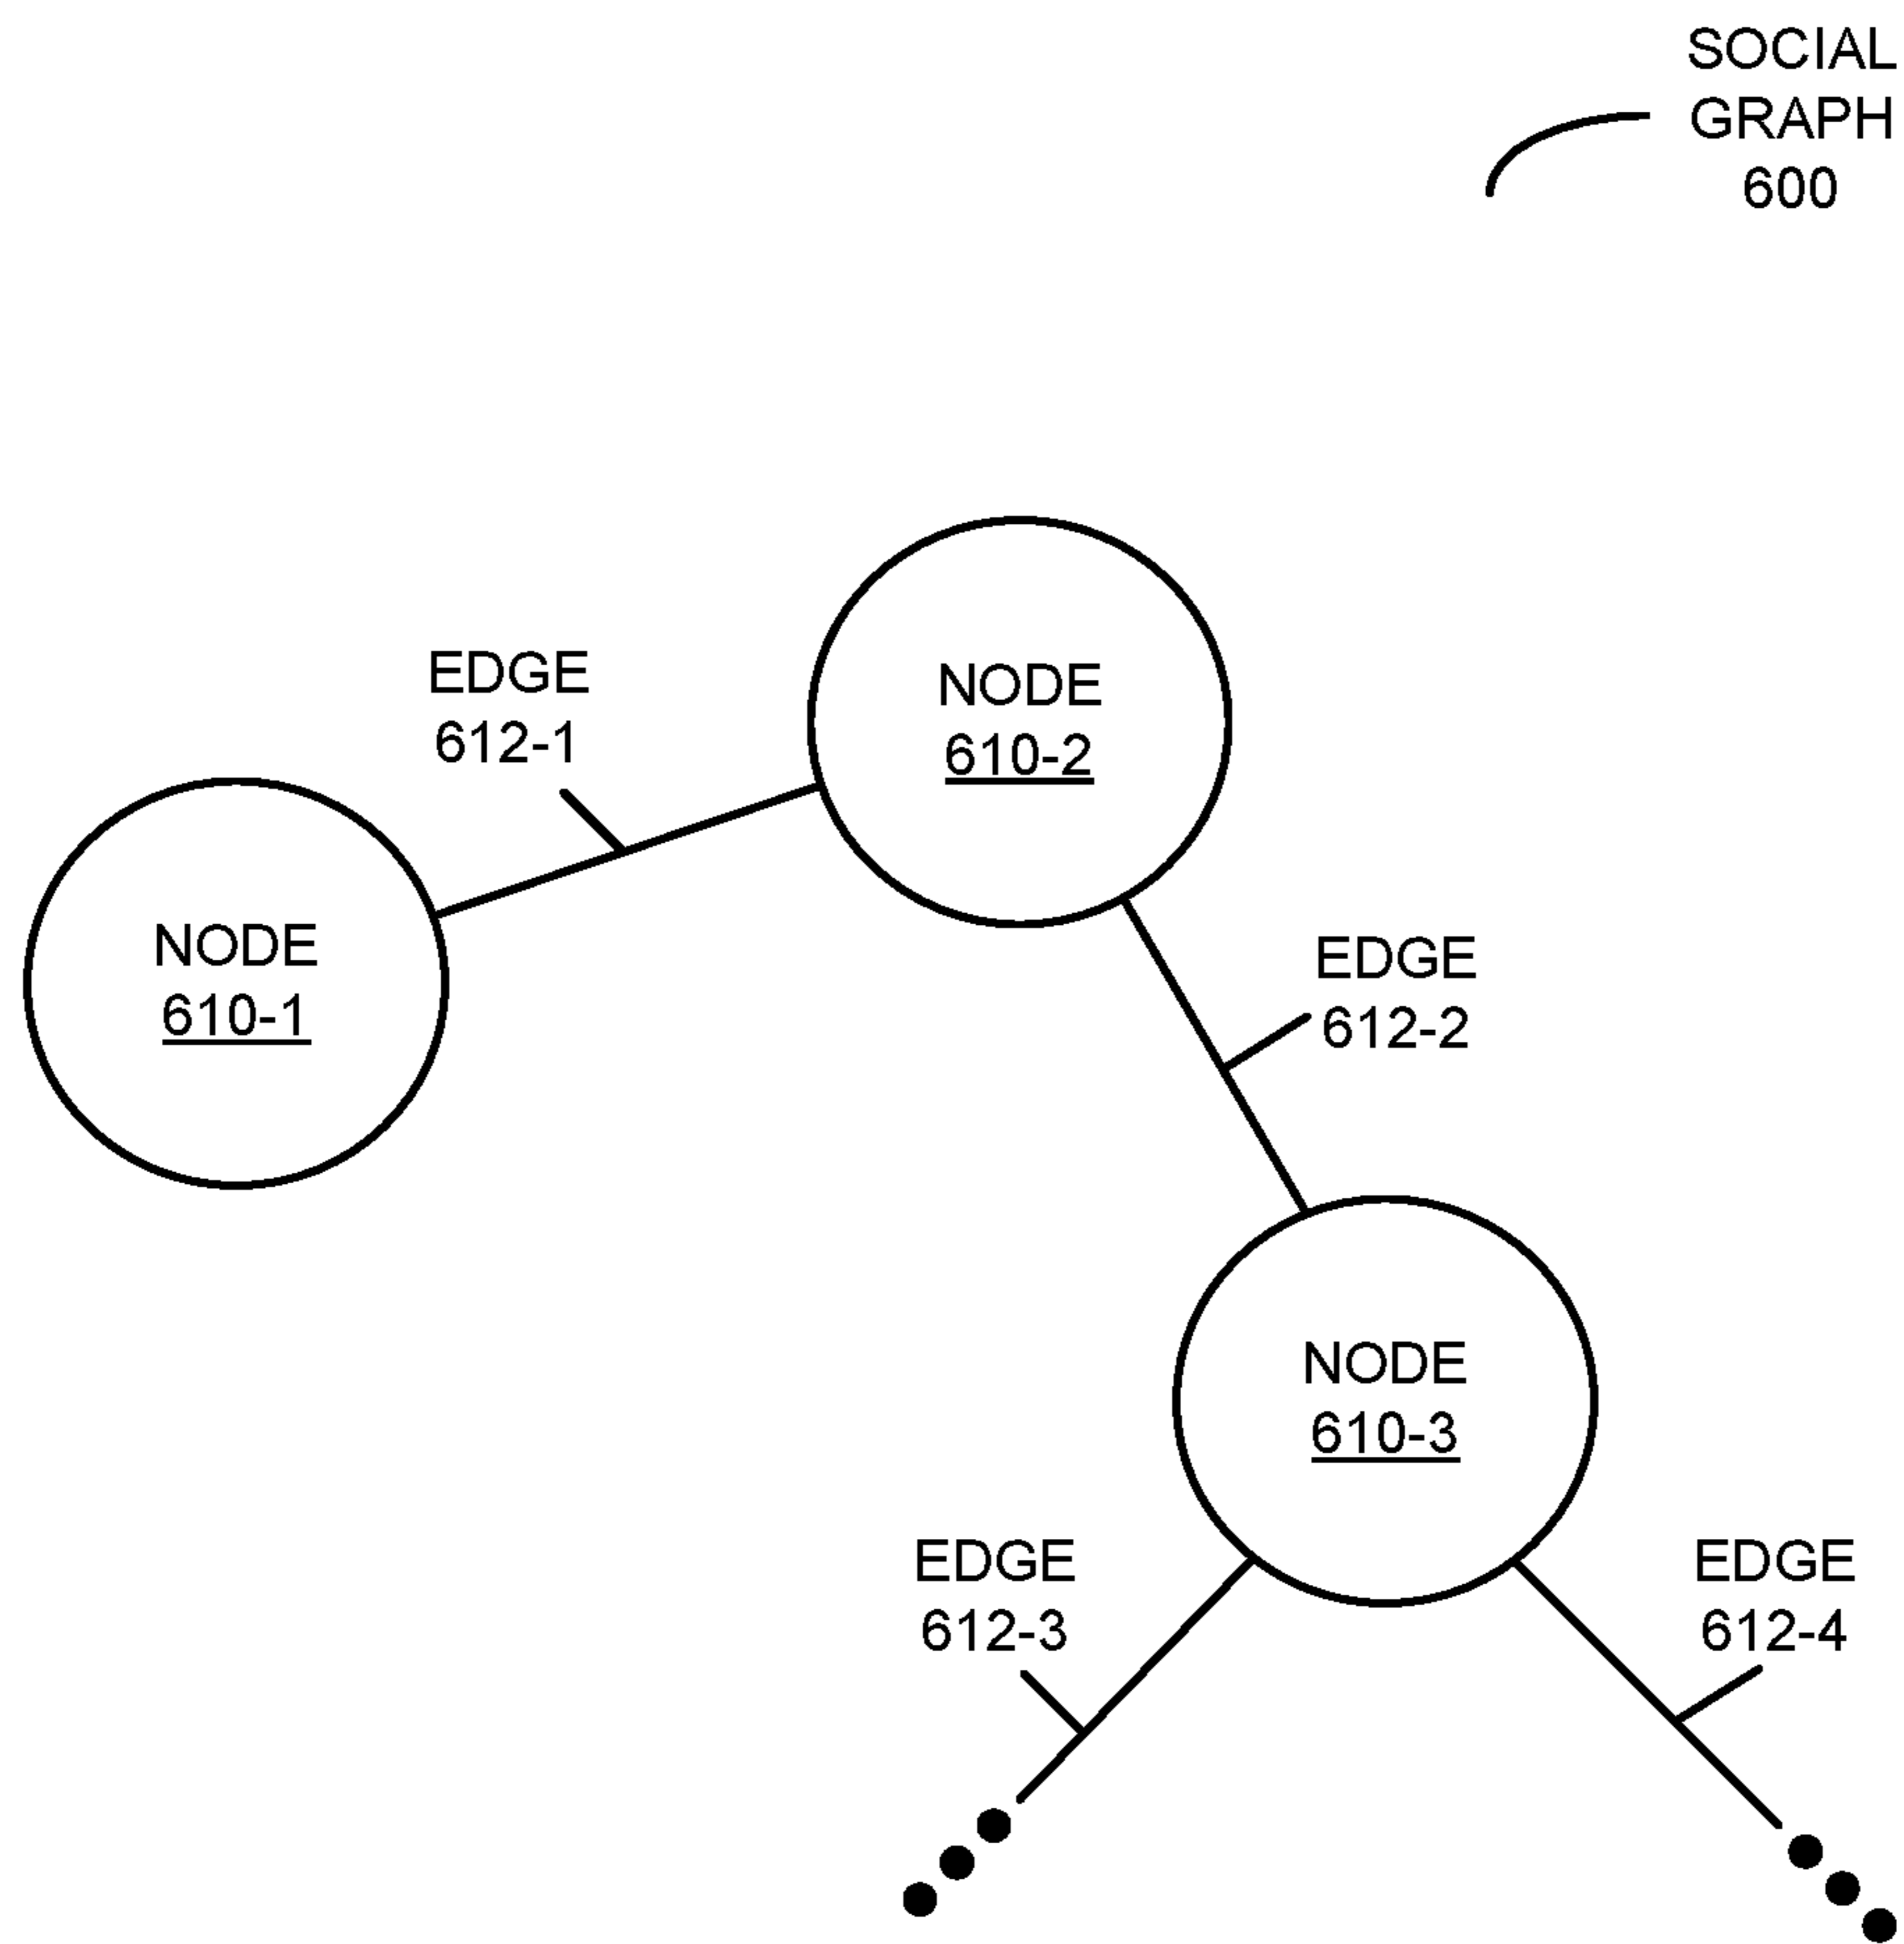 SOCIAL
GRAPH
600
EDGE
612-1
NODE
610-2
NODE
610-1
EDGE
612-2
NODE
610-3
EDGE
612-3
EDGE
612-4